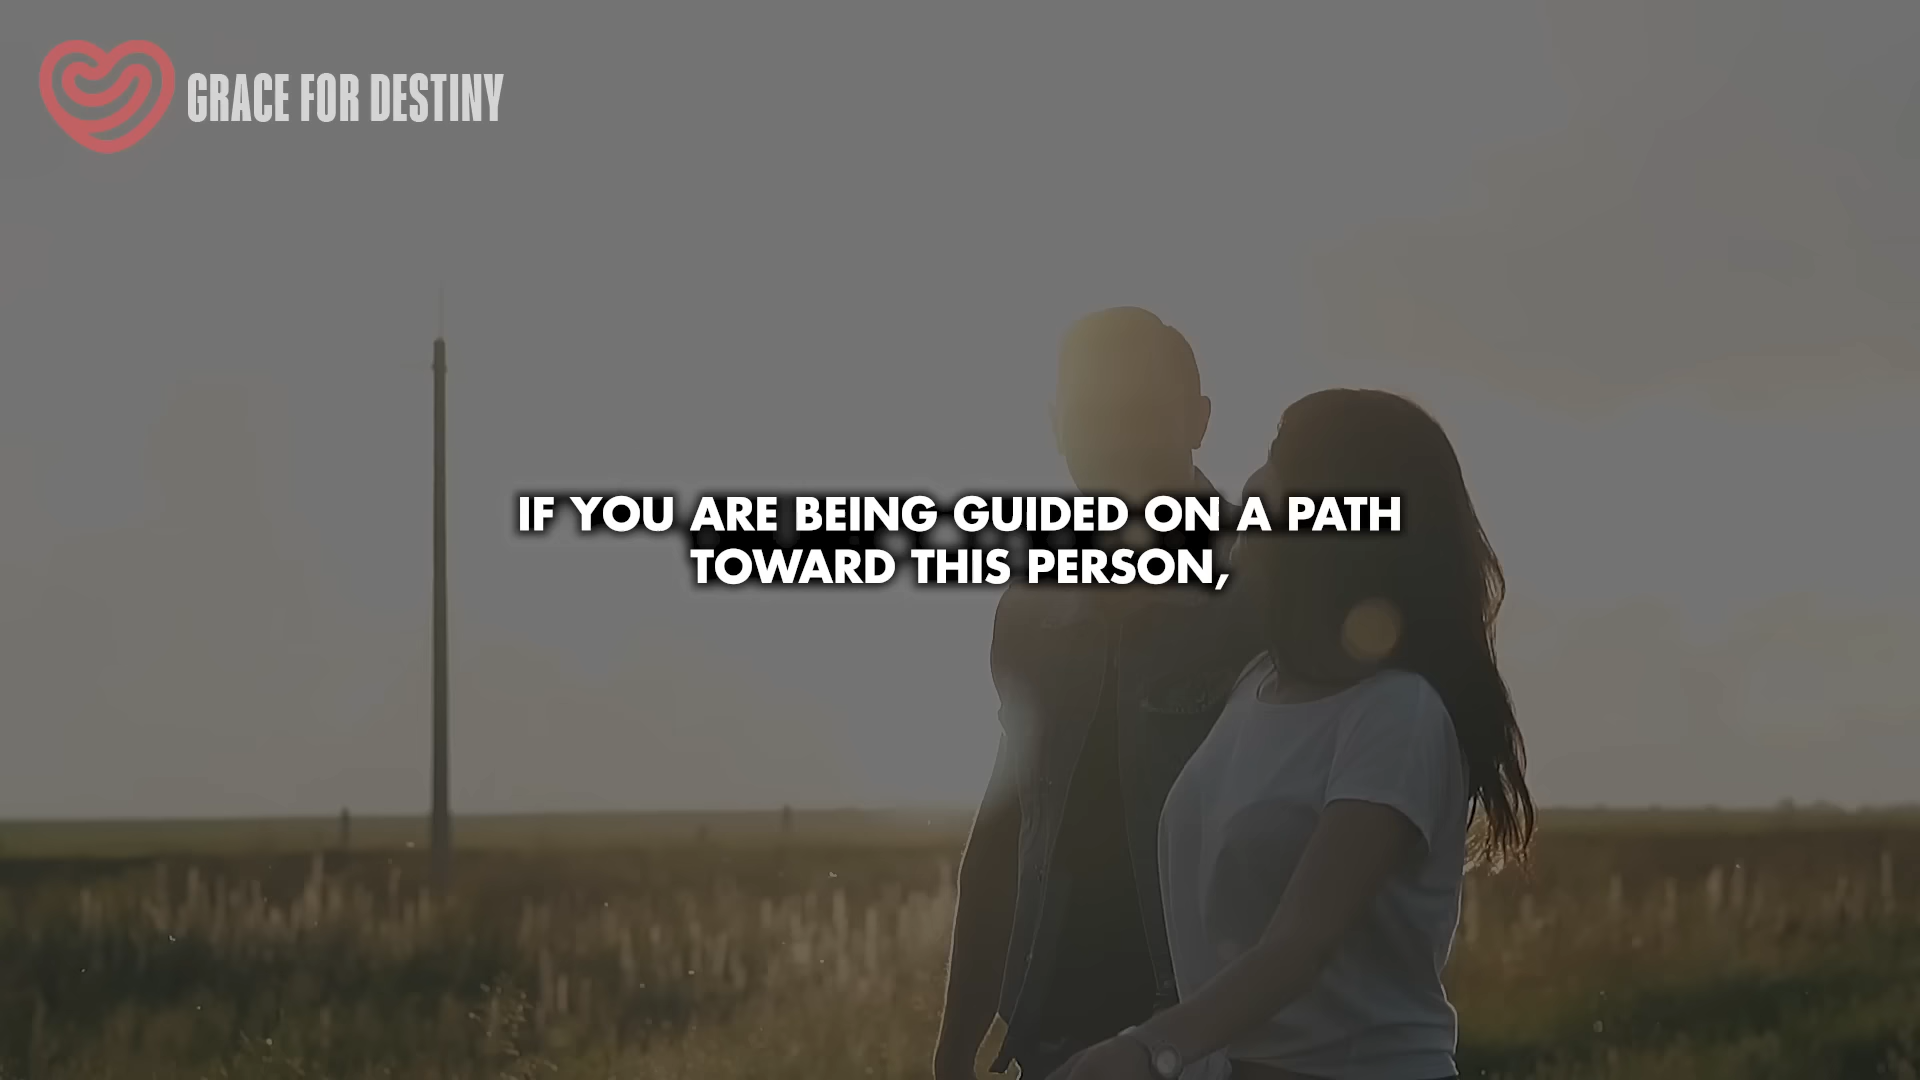 GRACE FOR DESTINY
IF YOU ARE BEING GUIDED ON A PATH
TOWARD THIS PERSON,